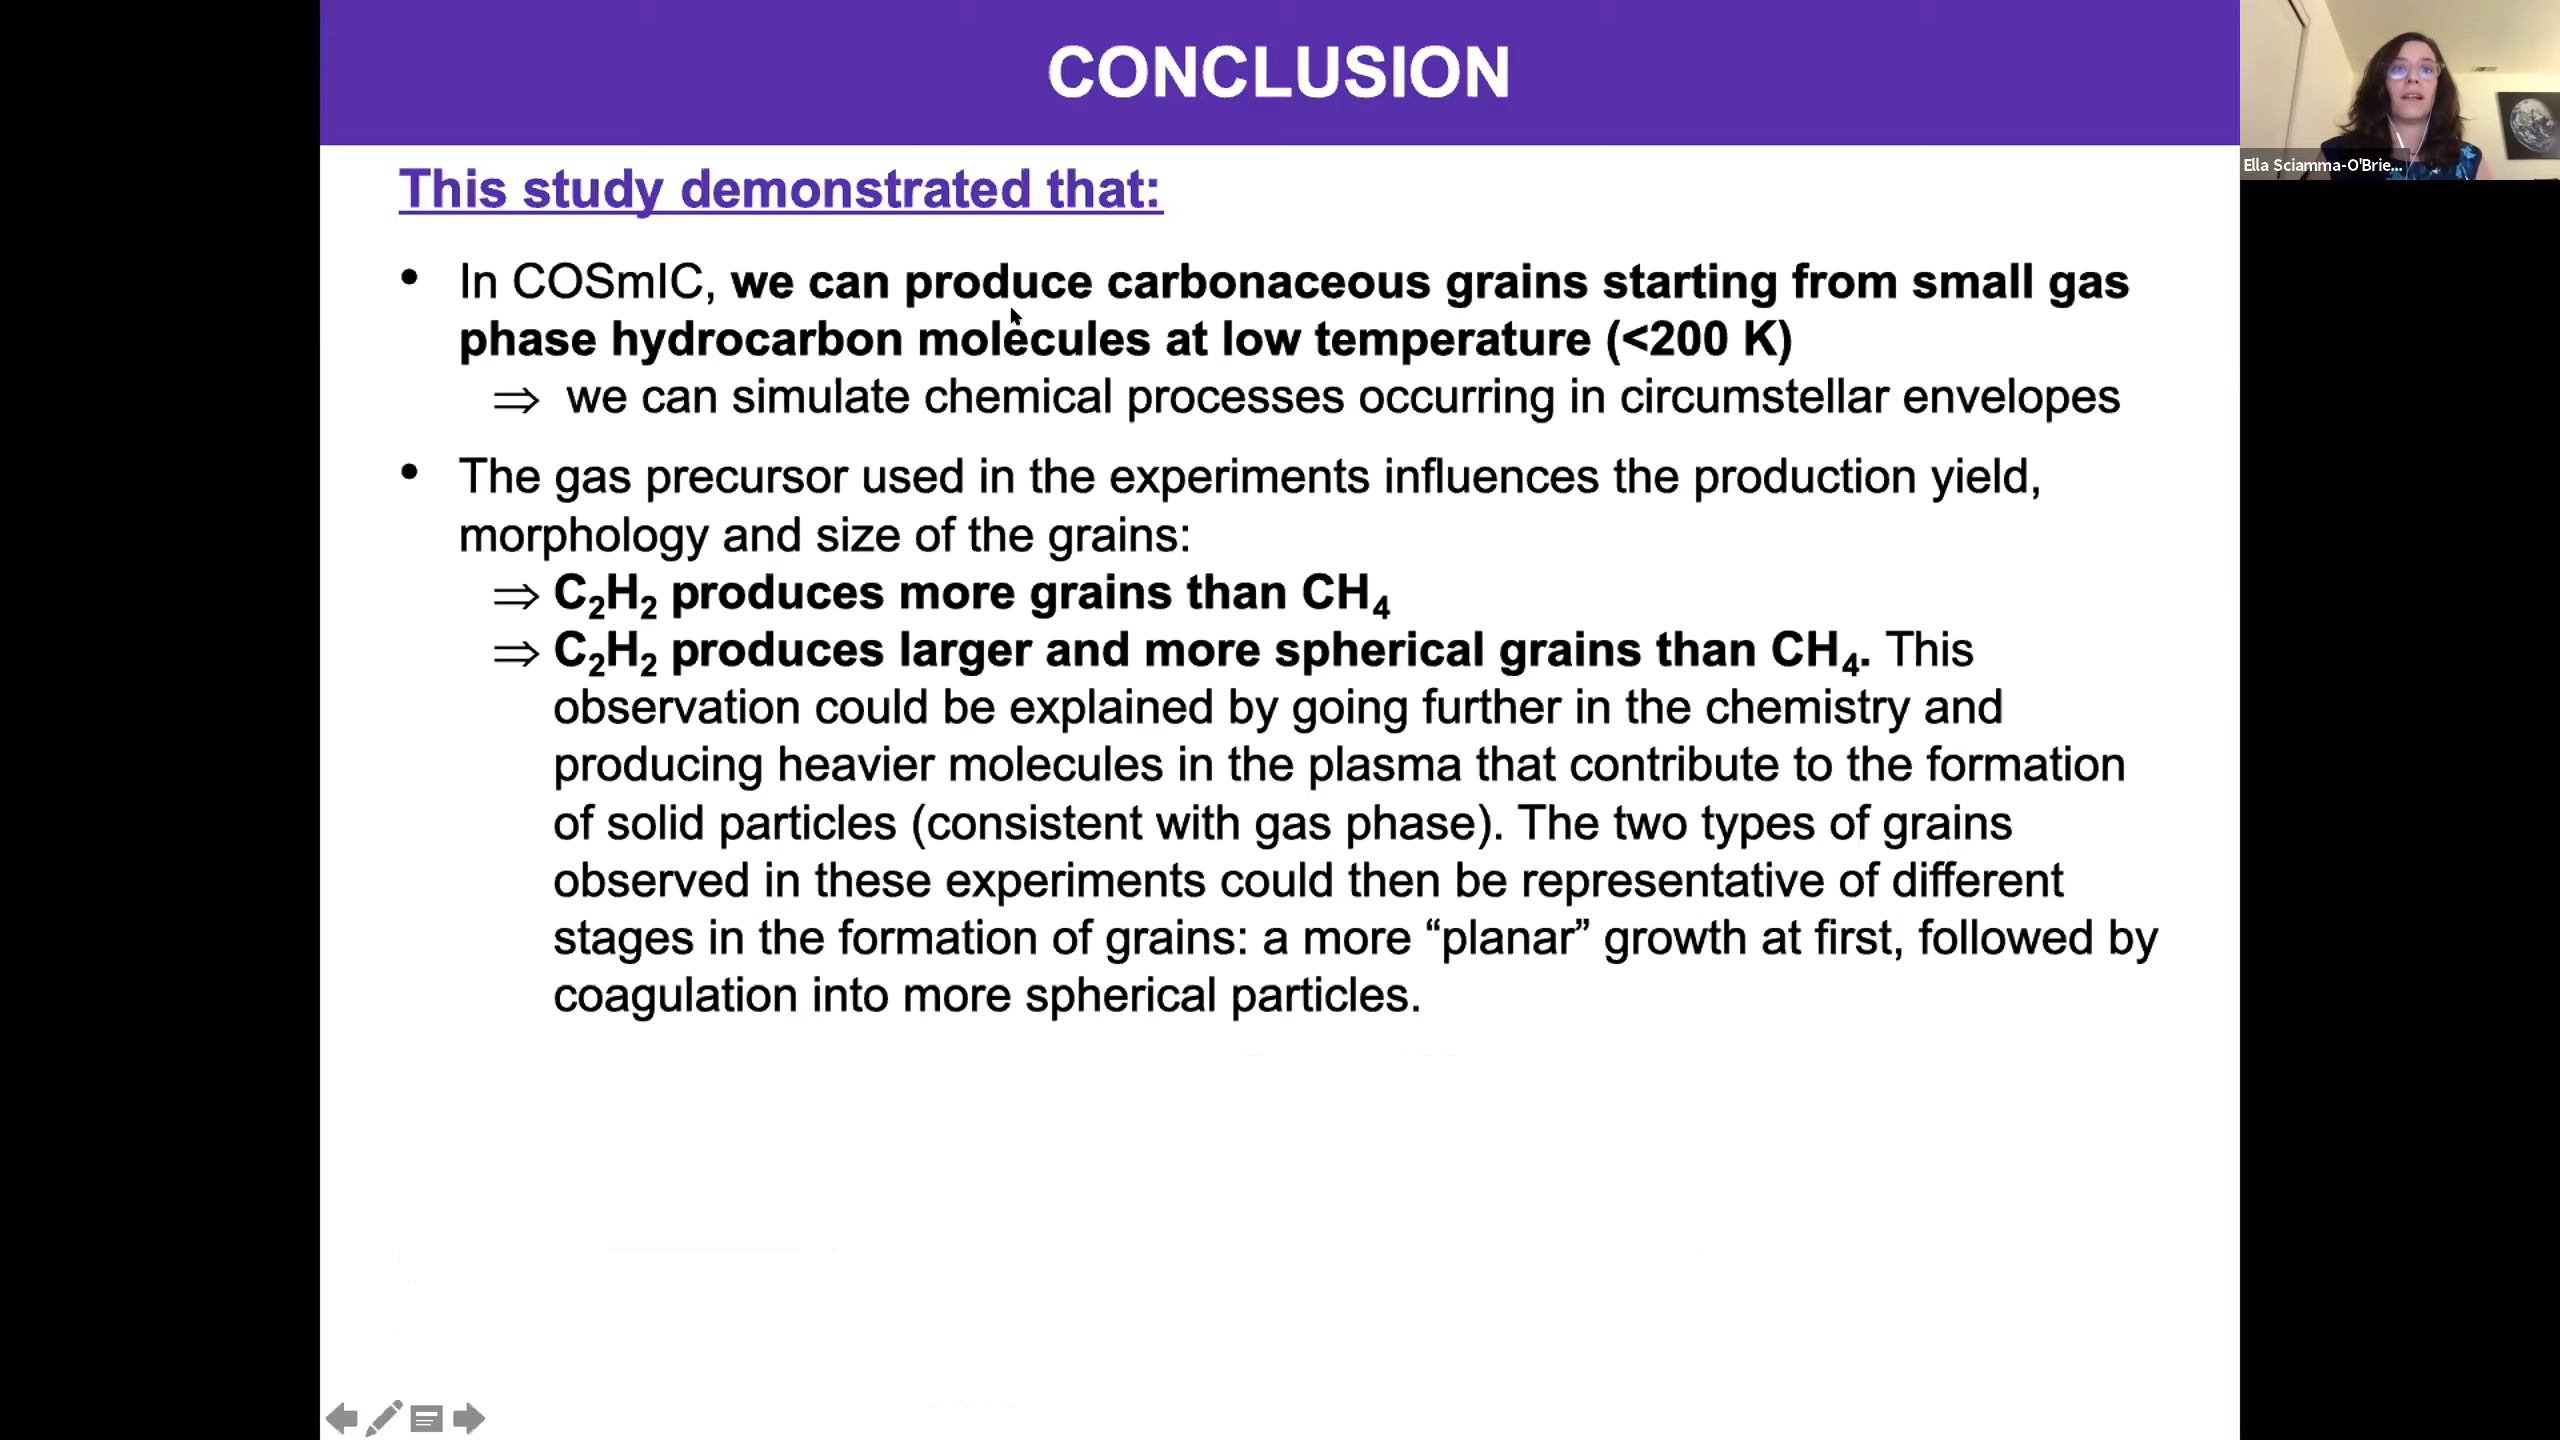 CONCLUSION
Ella Sciamma-O'Brie...
This study demonstrated that:
• In COSmIC, we can produce carbonaceous grains starting from small gas
phase hydrocarbon molecules at low temperature (<200 K)
⇒ we can simulate chemical processes occurring in circumstellar envelopes
• The gas precursor used in the experiments influences the production yield,
morphology and size of the grains:
⇒ C₂H₂ produces more grains than CH₄
⇒ C₂H₂ produces larger and more spherical grains than CH₄. This
observation could be explained by going further in the chemistry and
producing heavier molecules in the plasma that contribute to the formation
of solid particles (consistent with gas phase). The two types of grains
observed in these experiments could then be representative of different
stages in the formation of grains: a more “planar” growth at first, followed by
coagulation into more spherical particles.